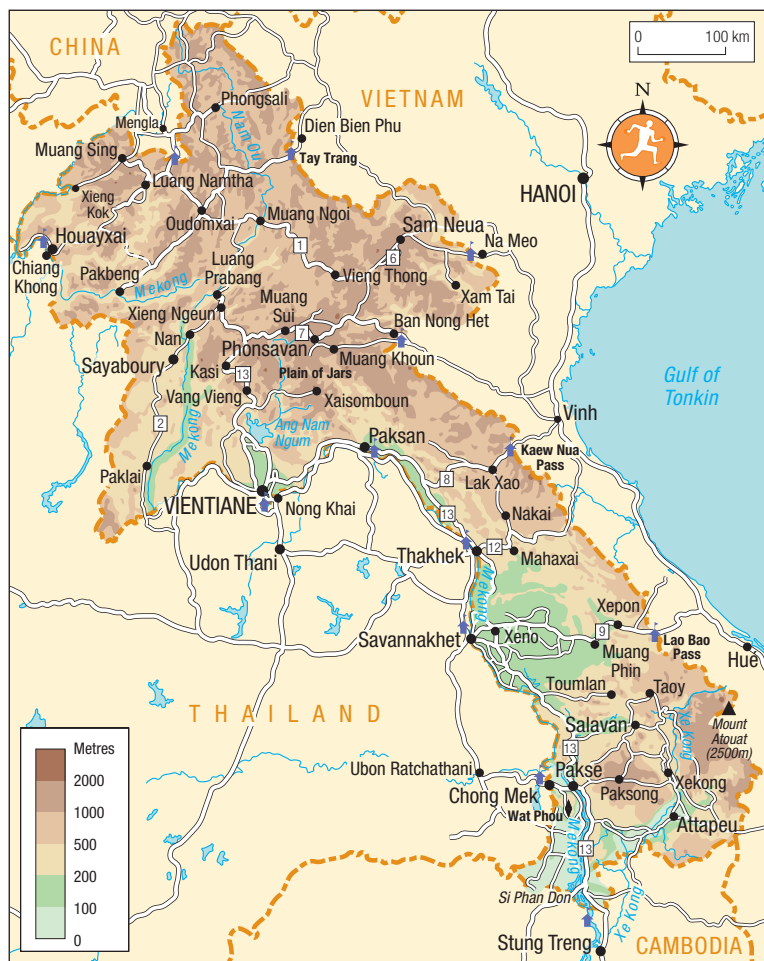 CHINA
0
100 km
Phongsali
VIETNAM
N
Mengla
Nam Ou
Dien Bien Phu
Muang Sing
Tay Trang
Luang Namtha
HANOI
Xieng
Kok
Oudomxai
Muang Ngoi
Sam Neua
Houayxai
Na Meo
1
6
Chiang
Khong
Luang
Prabang
Vieng Thong
Pakbeng
Mekong
Xam Tai
Muang
Sui
Xieng Ngeun
Ban Nong Het
Nan
7
Phonsavan
Muang Khoun
Sayaboury
Kasi
13
Plain of Jars
Gulf of
Tonkin
Vang Vieng
Xaisomboun
2
Mekong
Ang Nam
Ngum
Vinh
Paksan
Kaew Nua
Pass
Paklai
8
Lak Xao
VIENTIANE
Nong Khai
13
Nakai
Udon Thani
Thakhek
12
Mahaxai
Mekong
Xepon
Savannakhet
Xeno
9
Lao Bao
Pass
Muang
Phin
Hue
Toumlan
Taoy
THAILAND
Xe Kong
Salavan
Mount
Atouat
(2500m)
13
Metres
2000
1000
500
200
100
0
Ubon Ratchathani
Pakse
Xekong
Chong Mek
Paksong
Wat Phou
Attapeu
Mekong
13
Si Phan Don
Xe Kong
Stung Treng
CAMBODIA